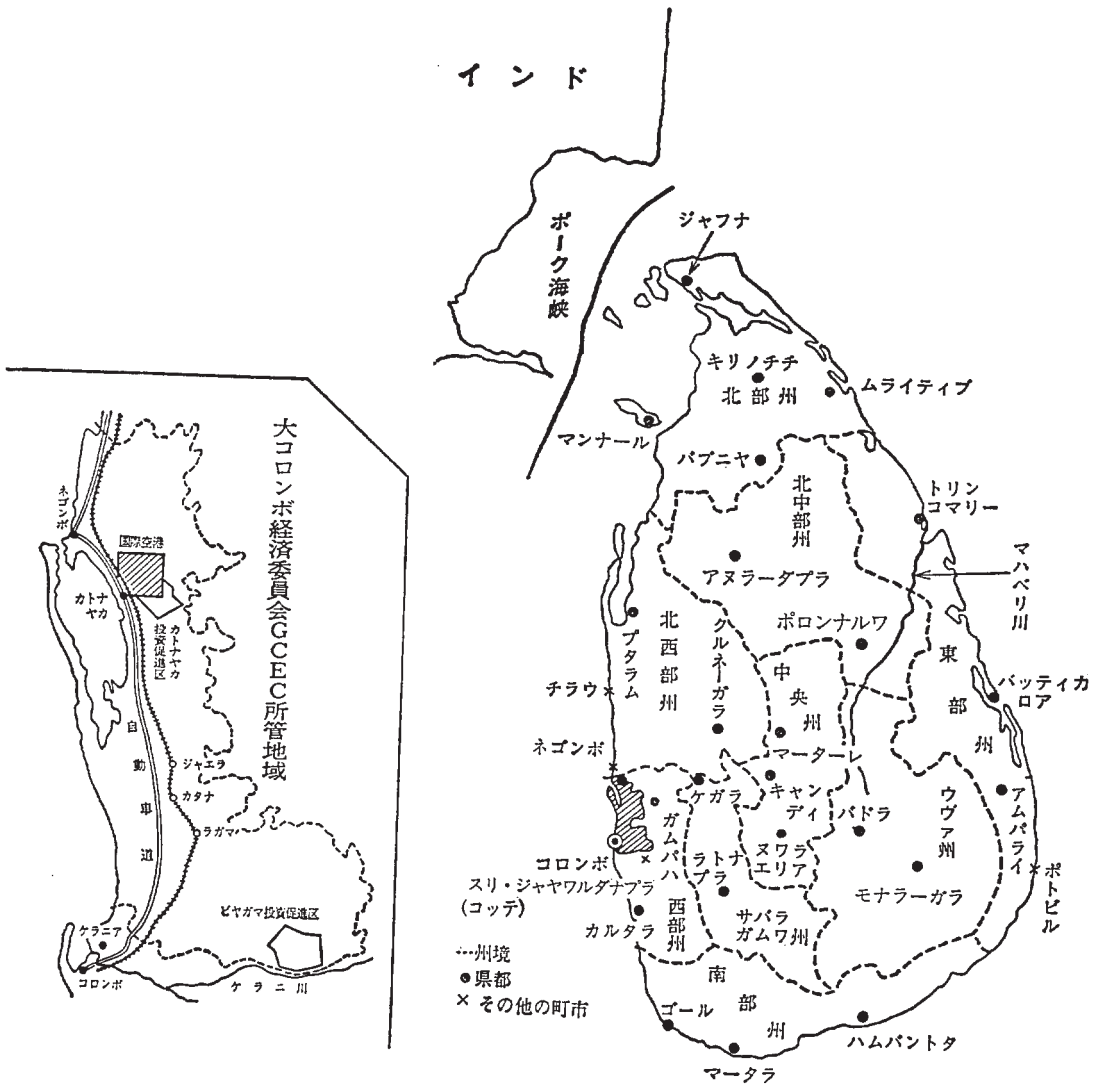 インド
ポーク海峡
ジャフナ
キリノチチ
北部州
ムライティブ
マンナール
バブニヤ
北中部州
トリン
コマリー
マハベリ川
アヌラーダプラ
ポロンナルワ
プタラム
北西部州
クルネーガラ
中央州
東部州
バッティカ
ロア
チラウ
ネゴンボ
マーターレ
ケガラ
キャン
ディ
バドラ
ウヴァ州
アムパライ
ガムパハ
ヌワラ
エリア
ラトナ
プラ
コロンボ
スリ・ジャヤワルダナプラ
(コッテ)
モナラーガラ
ポトビル
カルタラ
西部州
サバラ
ガムワ州
南部州
ゴール
ハムバントタ
マータラ
州境
県都
その他の町市
大コロンボ経済委員会GCEC所管地域
ネゴンボ
国際空港
カトナ
ヤカ
カトナヤカ
投資促進区
自動車道
ジャエラ
カタナ
ラガマ
ビヤガマ投資促進区
ケラニア
コロンボ
ケラニ川